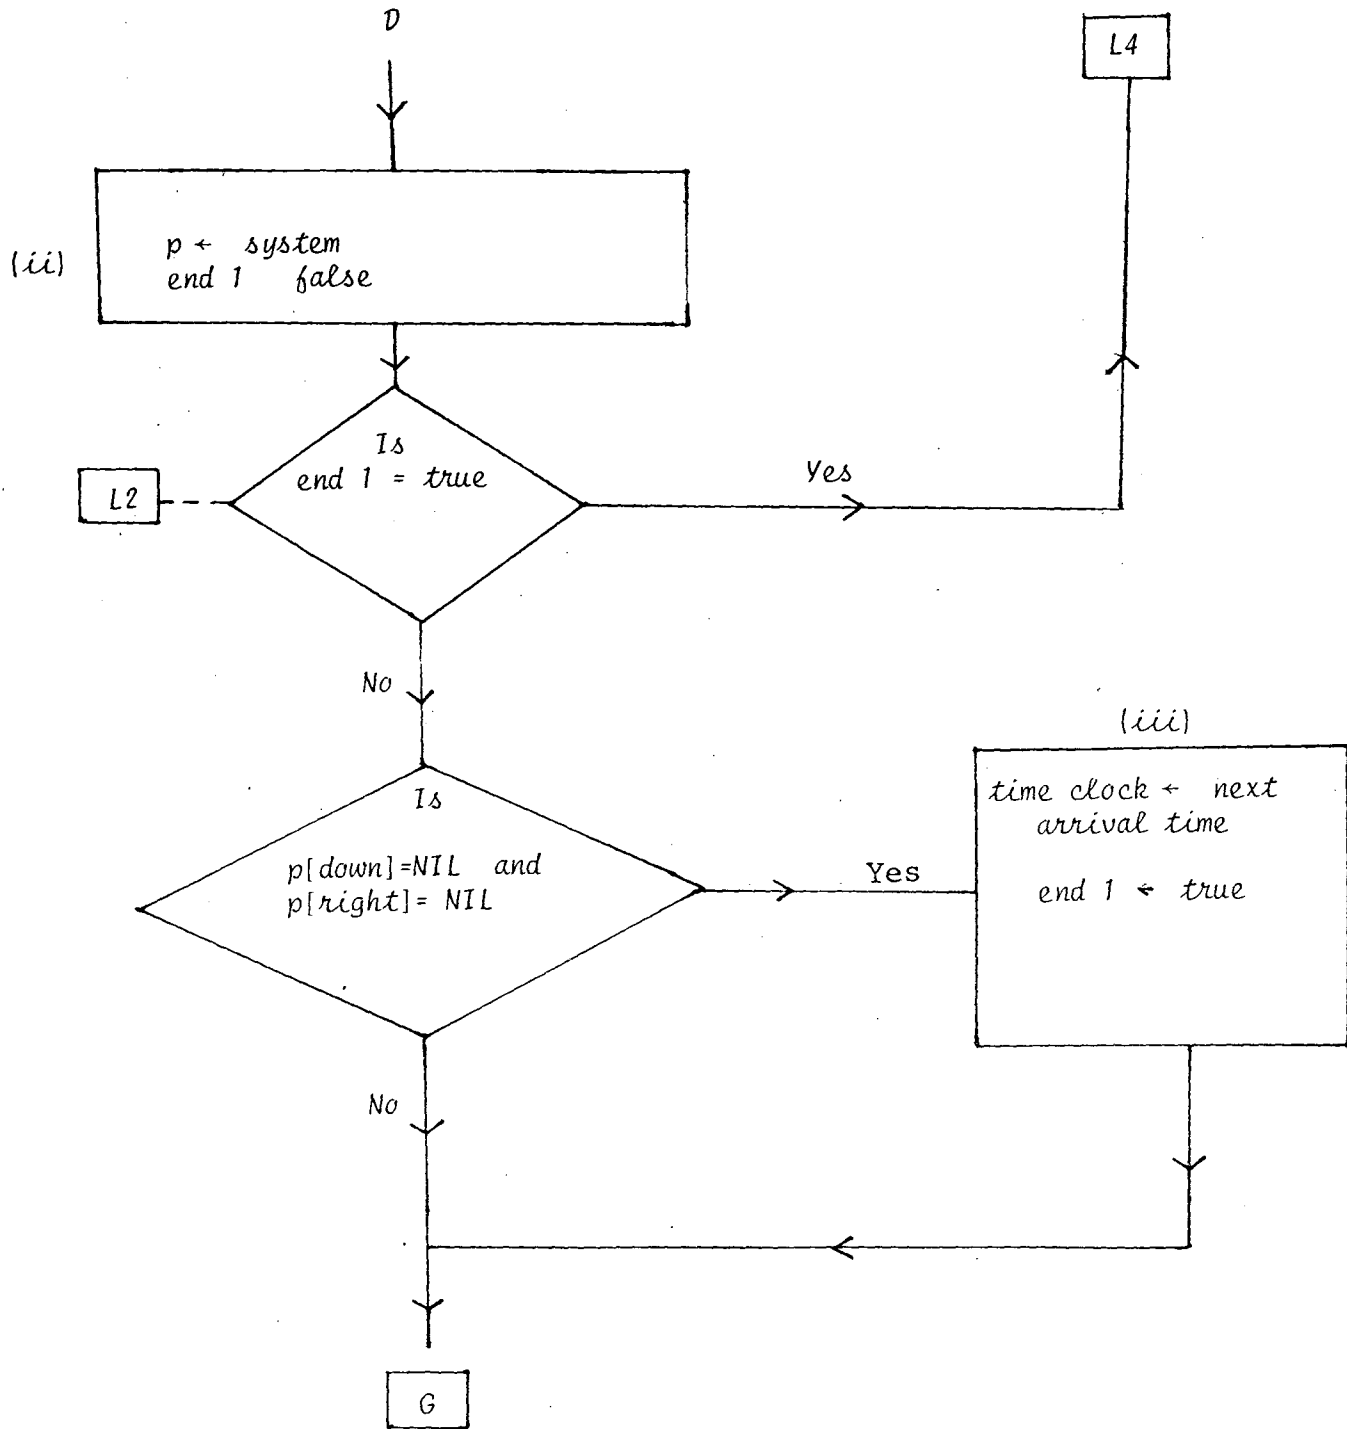 D
L4
(ii)
p ← system
end 1 false
Is
end 1 = true
Yes
L2
No
(iii)
time clock ← next
arrival time
end 1 ← true
Is
p[down]=NIL and
p[right]= NIL
Yes
No
G